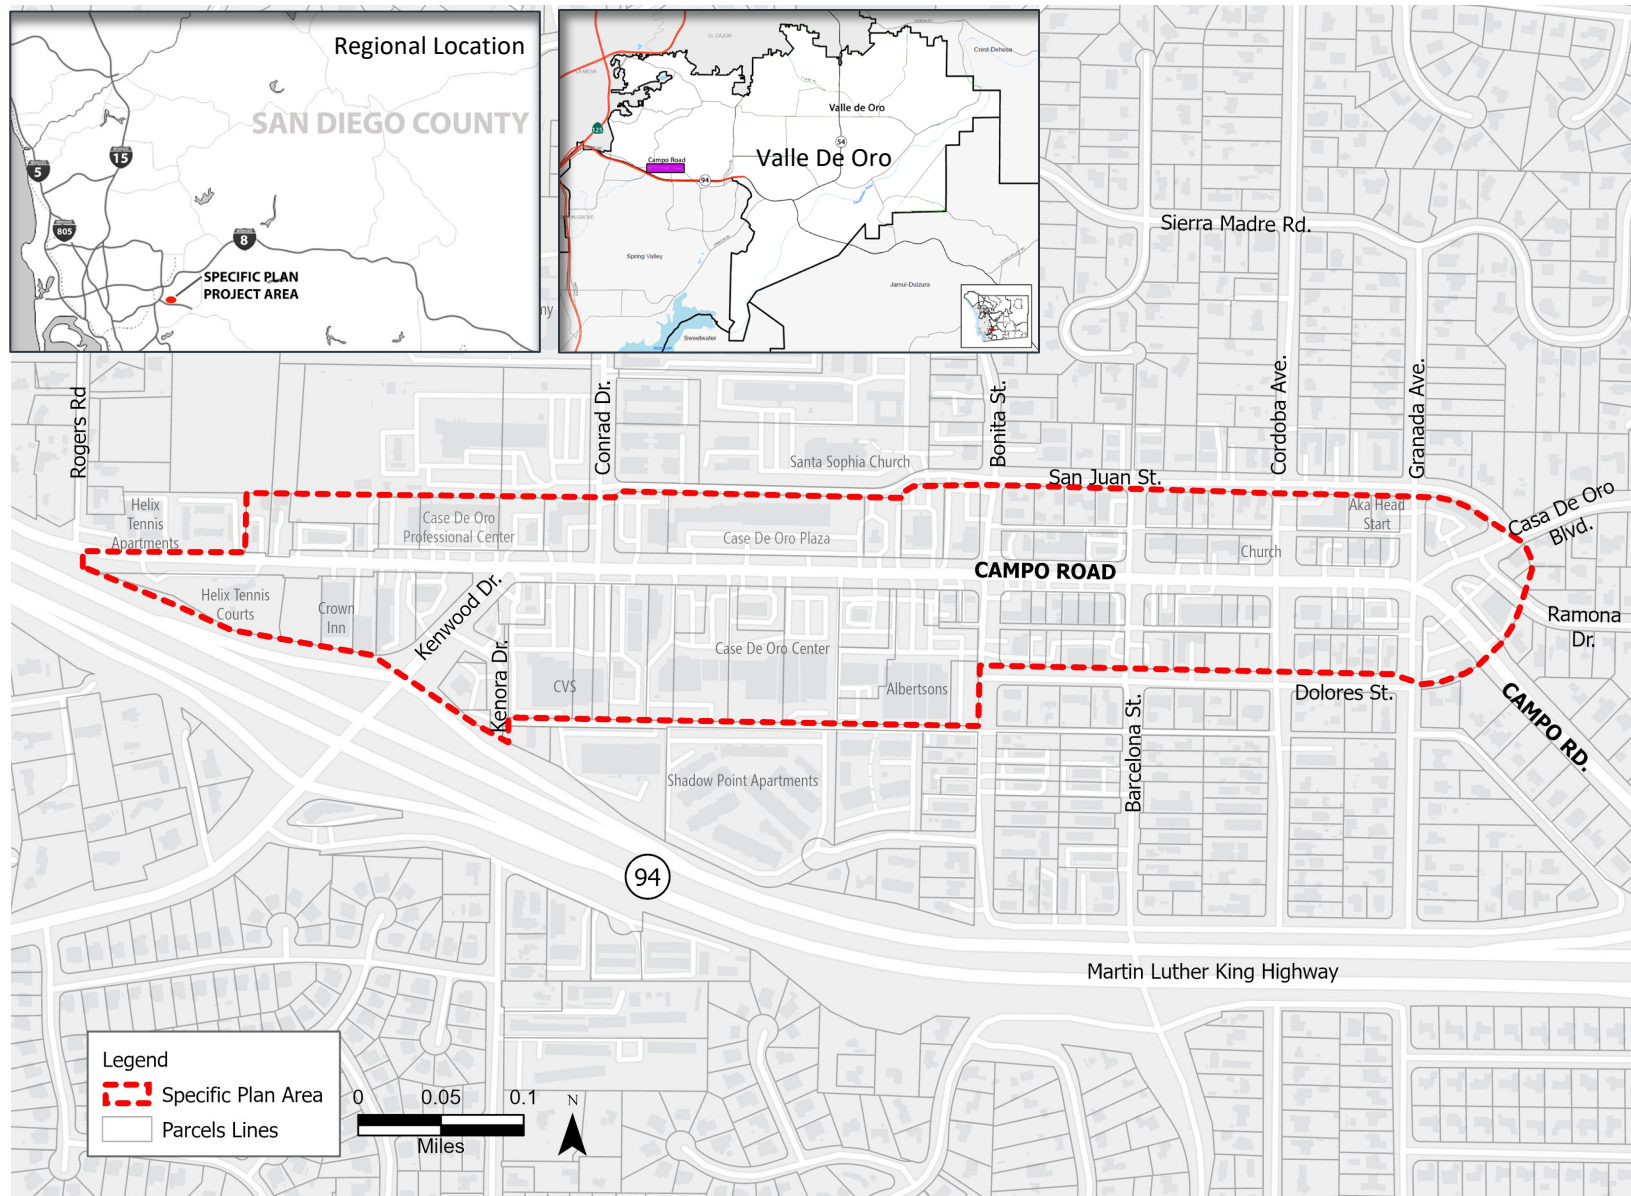 Regional Location
SAN DIEGO COUNTY
5
15
805
8
SPECIFIC PLAN
PROJECT AREA
EL CAJON
LA MESA
Crest-Dehesa
Valle de Oro
125
54
Campo Road
Valle De Oro
94
Spring Valley
Jamul-Dulzura
Sweetwater
my
Sierra Madre Rd.
Rogers Rd
Conrad Dr.
Bonita St.
Cordoba Ave.
Granada Ave.
Santa Sophia Church
San Juan St.
Casa De Oro
Blvd.
Helix
Tennis
Apartments
Case De Oro
Professional Center
Case De Oro Plaza
Aka Head
Start
Church
CAMPO ROAD
Helix Tennis
Courts
Crown
Inn
Kenwood Dr.
Kenora Dr.
Case De Oro Center
CVS
Albertsons
Ramona
Dr.
Dolores St.
Barcelona St.
CAMPO RD.
Shadow Point Apartments
94
Martin Luther King Highway
Legend
Specific Plan Area
Parcels Lines
0 0.05 0.1
Miles
N